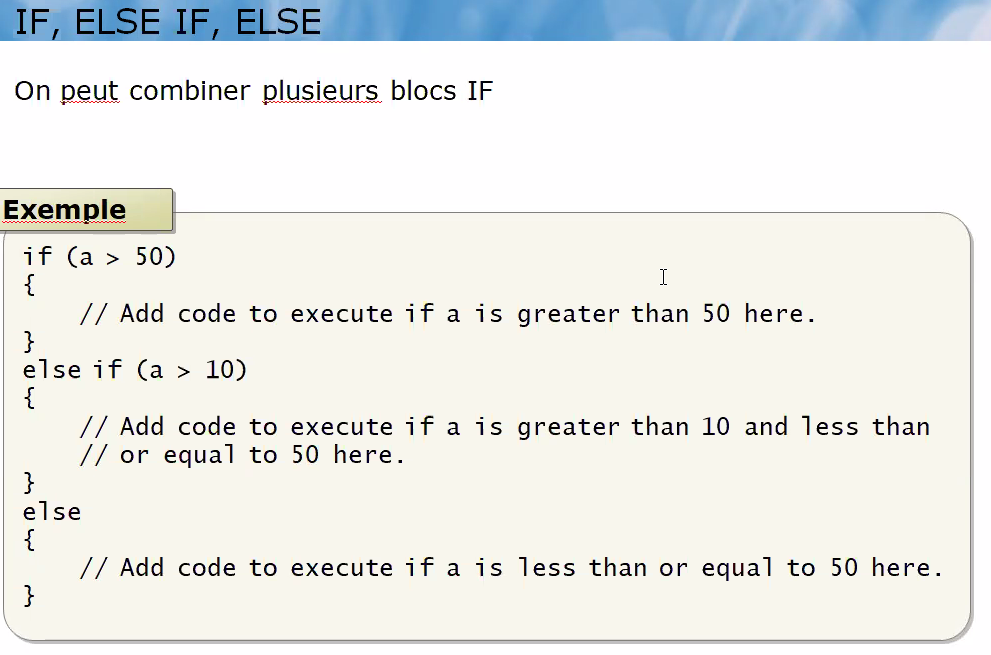 IF, ELSE IF, ELSE
On peut combiner plusieurs blocs IF
Exemple
if (a > 50)
{
    // Add code to execute if a is greater than 50 here.
}
else if (a > 10)
{
    // Add code to execute if a is greater than 10 and less than
    // or equal to 50 here.
}
else
{
    // Add code to execute if a is less than or equal to 50 here.
}